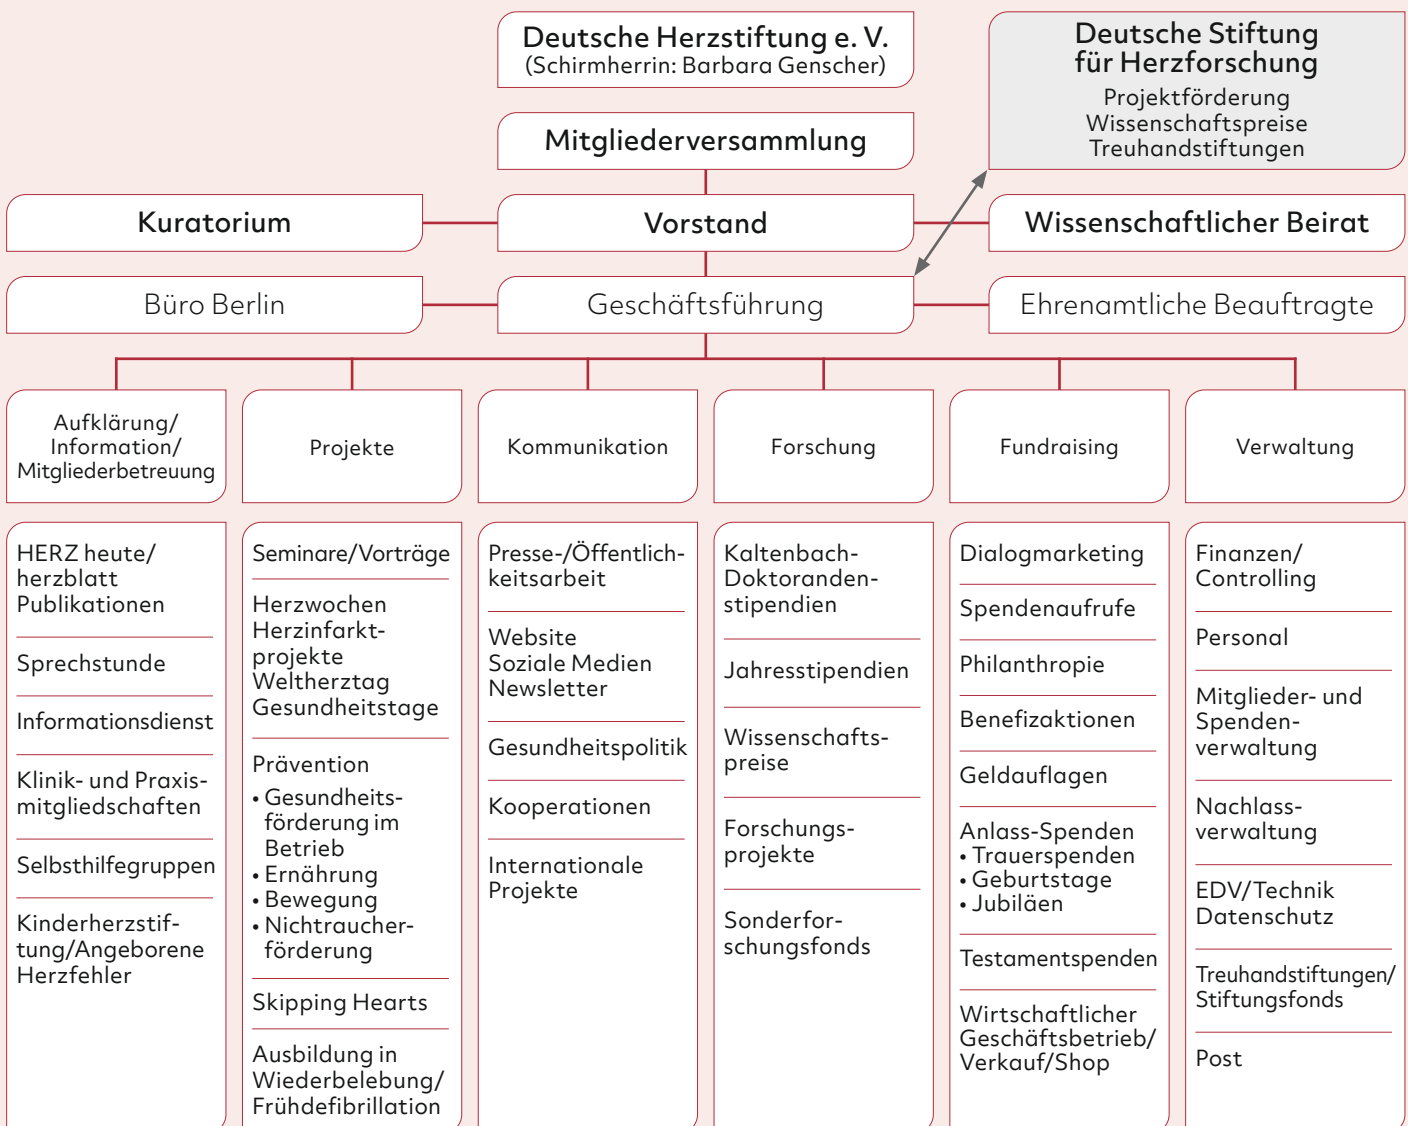 Deutsche Herzstiftung e. V.
(Schirmherrin: Barbara Genscher)
Deutsche Stiftung
für Herzforschung
Projektförderung
Wissenschaftspreise
Treuhandstiftungen
Mitgliederversammlung
Kuratorium
Vorstand
Wissenschaftlicher Beirat
Büro Berlin
Geschäftsführung
Ehrenamtliche Beauftragte
Aufklärung/
Information/
Mitgliederbetreuung
Projekte
Kommunikation
Forschung
Fundraising
Verwaltung
HERZ heute/
herzblatt
Publikationen
Sprechstunde
Informationsdienst
Klinik- und Praxis-
mitgliedschaften
Selbsthilfegruppen
Kinderherzstif-
tung/Angeborene
Herzfehler
Seminare/Vorträge
Herzwochen
Herzinfarkt-
projekte
Weltherztag
Gesundheitstage
Prävention
• Gesundheits-
förderung im
Betrieb
• Ernährung
• Bewegung
• Nichtraucher-
förderung
Skipping Hearts
Ausbildung in
Wiederbelebung/
Frühdefibrillation
Presse-/Öffentlich-
keitsarbeit
Website
Soziale Medien
Newsletter
Gesundheitspolitik
Kooperationen
Internationale
Projekte
Kaltenbach-
Doktoranden-
stipendien
Jahresstipendien
Wissenschafts-
preise
Forschungs-
projekte
Sonderfor-
schungsfonds
Dialogmarketing
Spendenaufrufe
Philanthropie
Benefizaktionen
Geldauflagen
Anlass-Spenden
• Trauerspenden
• Geburtstage
• Jubiläen
Testamentspenden
Wirtschaftlicher
Geschäftsbetrieb/
Verkauf/Shop
Finanzen/
Controlling
Personal
Mitglieder- und
Spenden-
verwaltung
Nachlass-
verwaltung
EDV/Technik
Datenschutz
Treuhandstiftungen/
Stiftungsfonds
Post